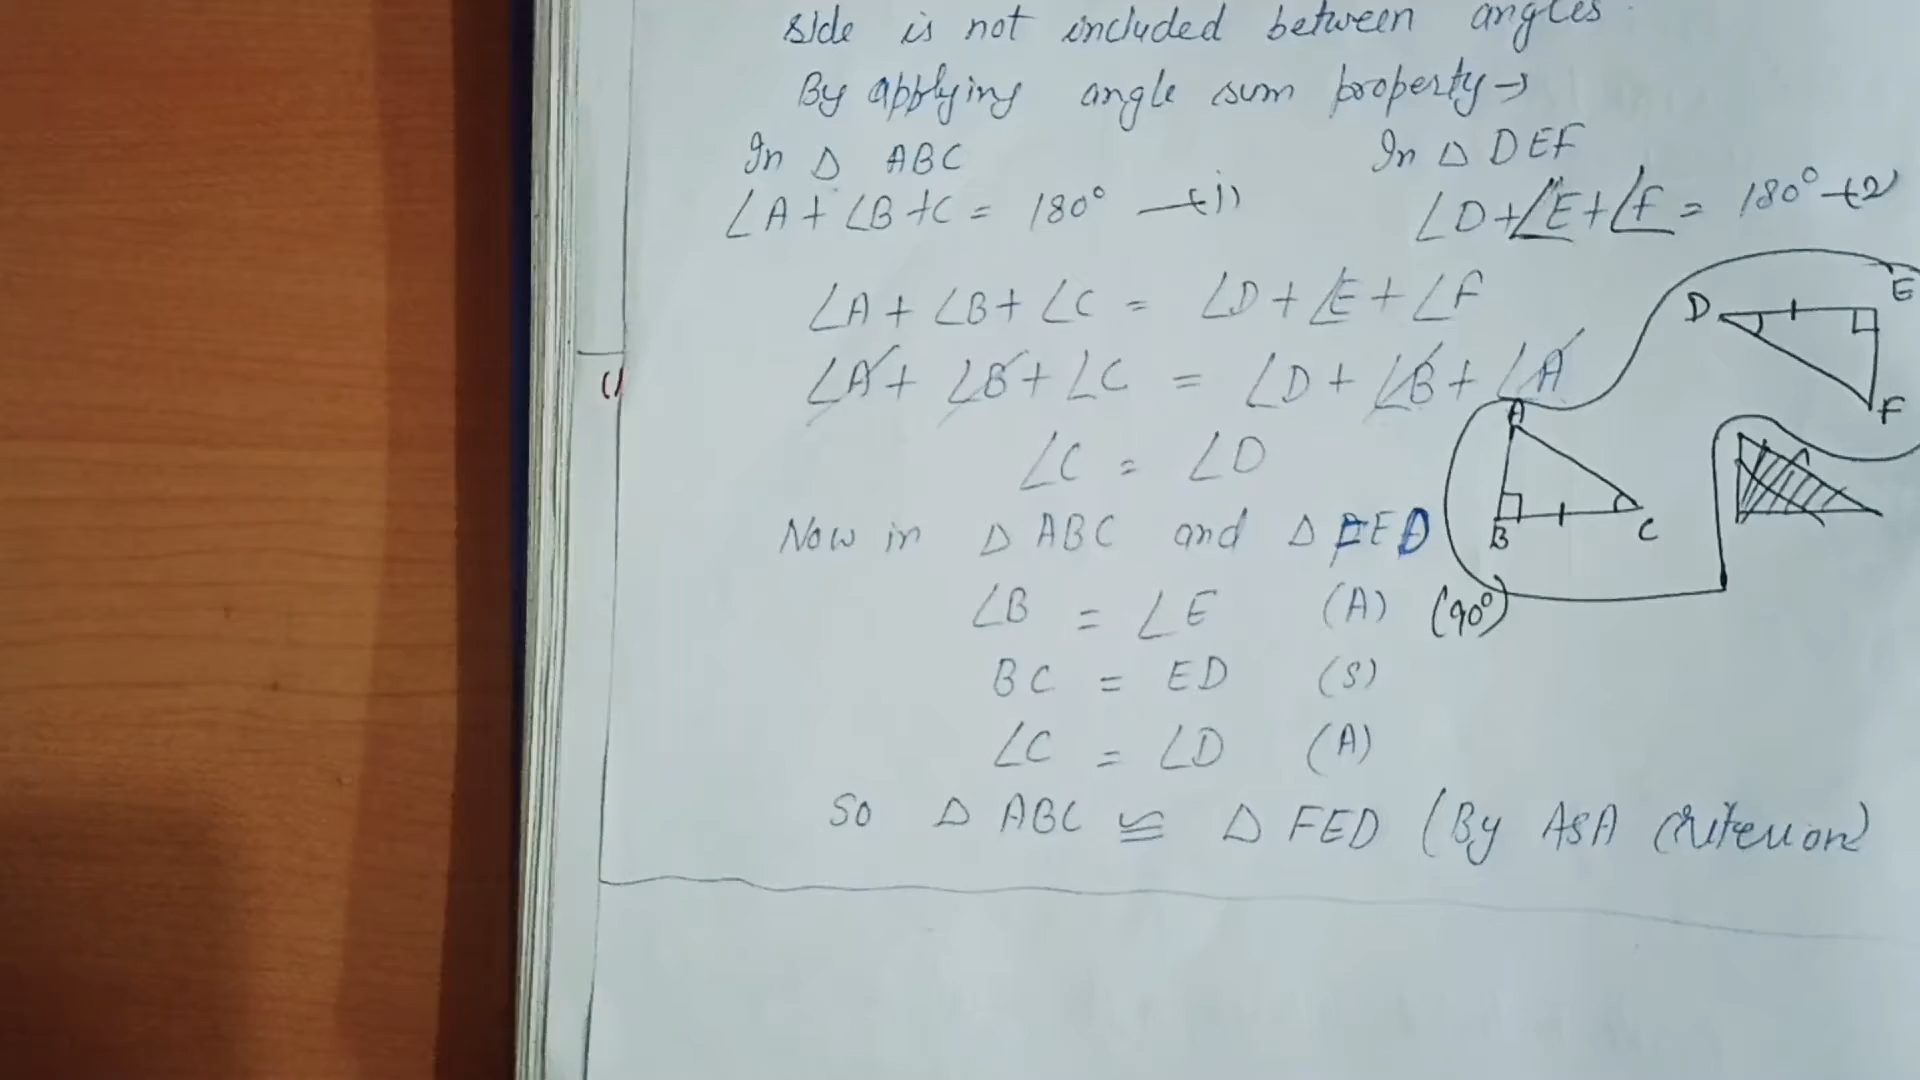 side is not included between angles
By applying angle sum property →
In Δ ABC
In Δ DEF
∠A + ∠B + C = 180° —(1)
∠D + ∠E + ∠F = 180° —(2)
∠A + ∠B + ∠C = ∠D + ∠E + ∠F
∠A + ∠B + ∠C = ∠D + ∠B + ∠A
∠C = ∠D
D E F
A B C
Now in Δ ABC and Δ FED
∠B = ∠E (A) (90°)
BC = ED (S)
∠C = ∠D (A)
So Δ ABC ≅ Δ FED (By ASA criterion)